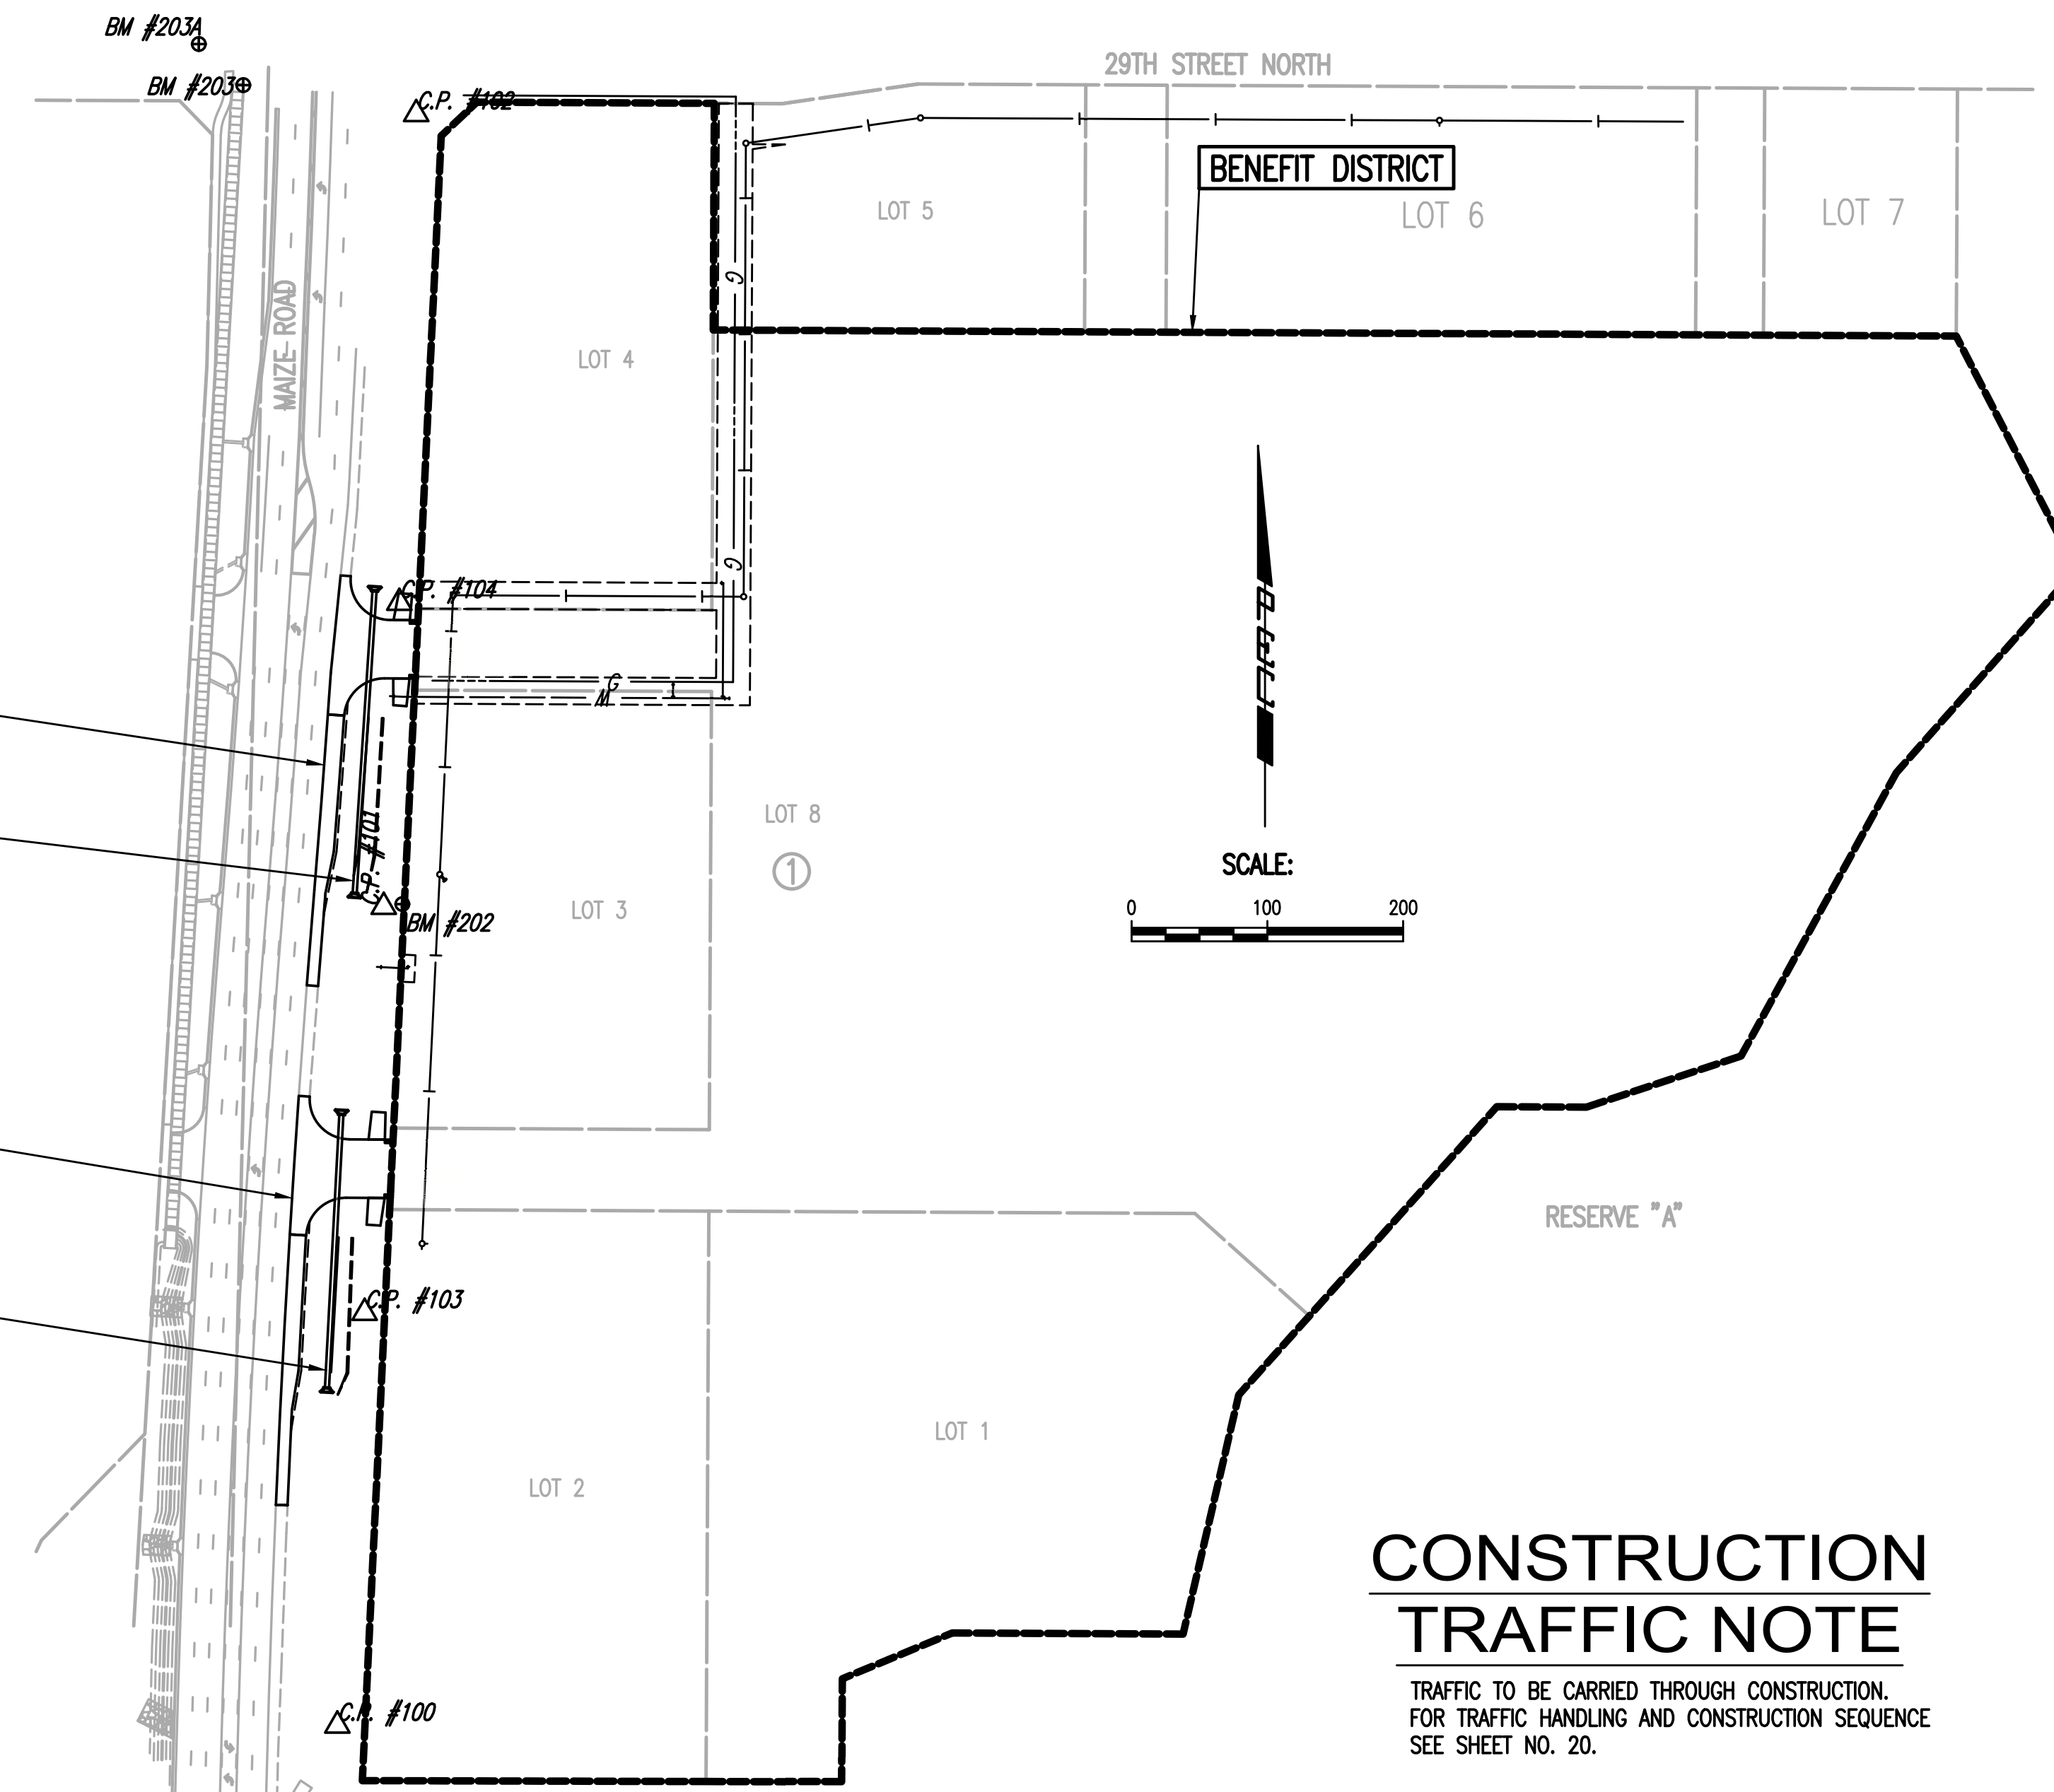 BM #203A
29TH STREET NORTH
BM #203
C.P. #102
BENEFIT DISTRICT
LOT 5
LOT 6
LOT 7
MAIZE ROAD
G
LOT 4
G
C.P. #104
G
W
LOT 8
1
SCALE:
0 100 200
C.P. #101
BM #202
LOT 3
RESERVE "A"
C.P. #103
LOT 1
LOT 2
C.P. #100
CONSTRUCTION
TRAFFIC NOTE
TRAFFIC TO BE CARRIED THROUGH CONSTRUCTION.
FOR TRAFFIC HANDLING AND CONSTRUCTION SEQUENCE
SEE SHEET NO. 20.